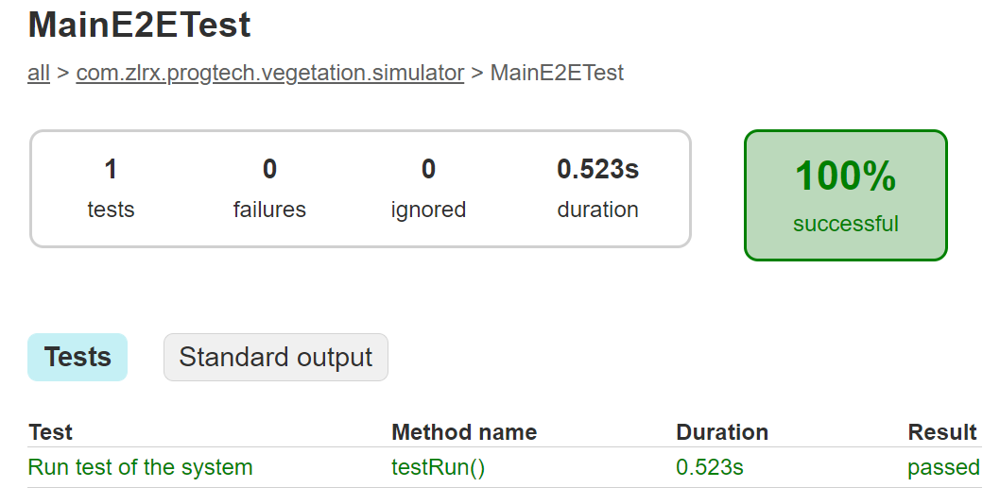 MainE2ETest
all > com.zlrx.progtech.vegetation.simulator > MainE2ETest
1 0 0 0.523s
tests failures ignored duration
100%
successful
Tests Standard output
Test Method name Duration Result
Run test of the system testRun() 0.523s passed